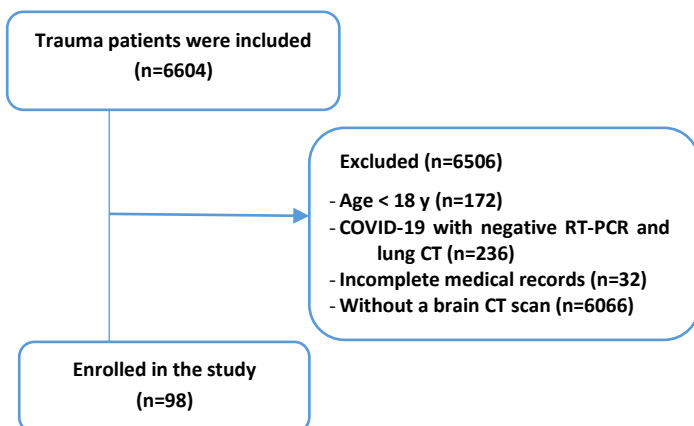 Trauma patients were included
(n=6604)
Excluded (n=6506)
- Age < 18 y (n=172)
- COVID-19 with negative RT-PCR and
lung CT (n=236)
- Incomplete medical records (n=32)
- Without a brain CT scan (n=6066)
Enrolled in the study
(n=98)